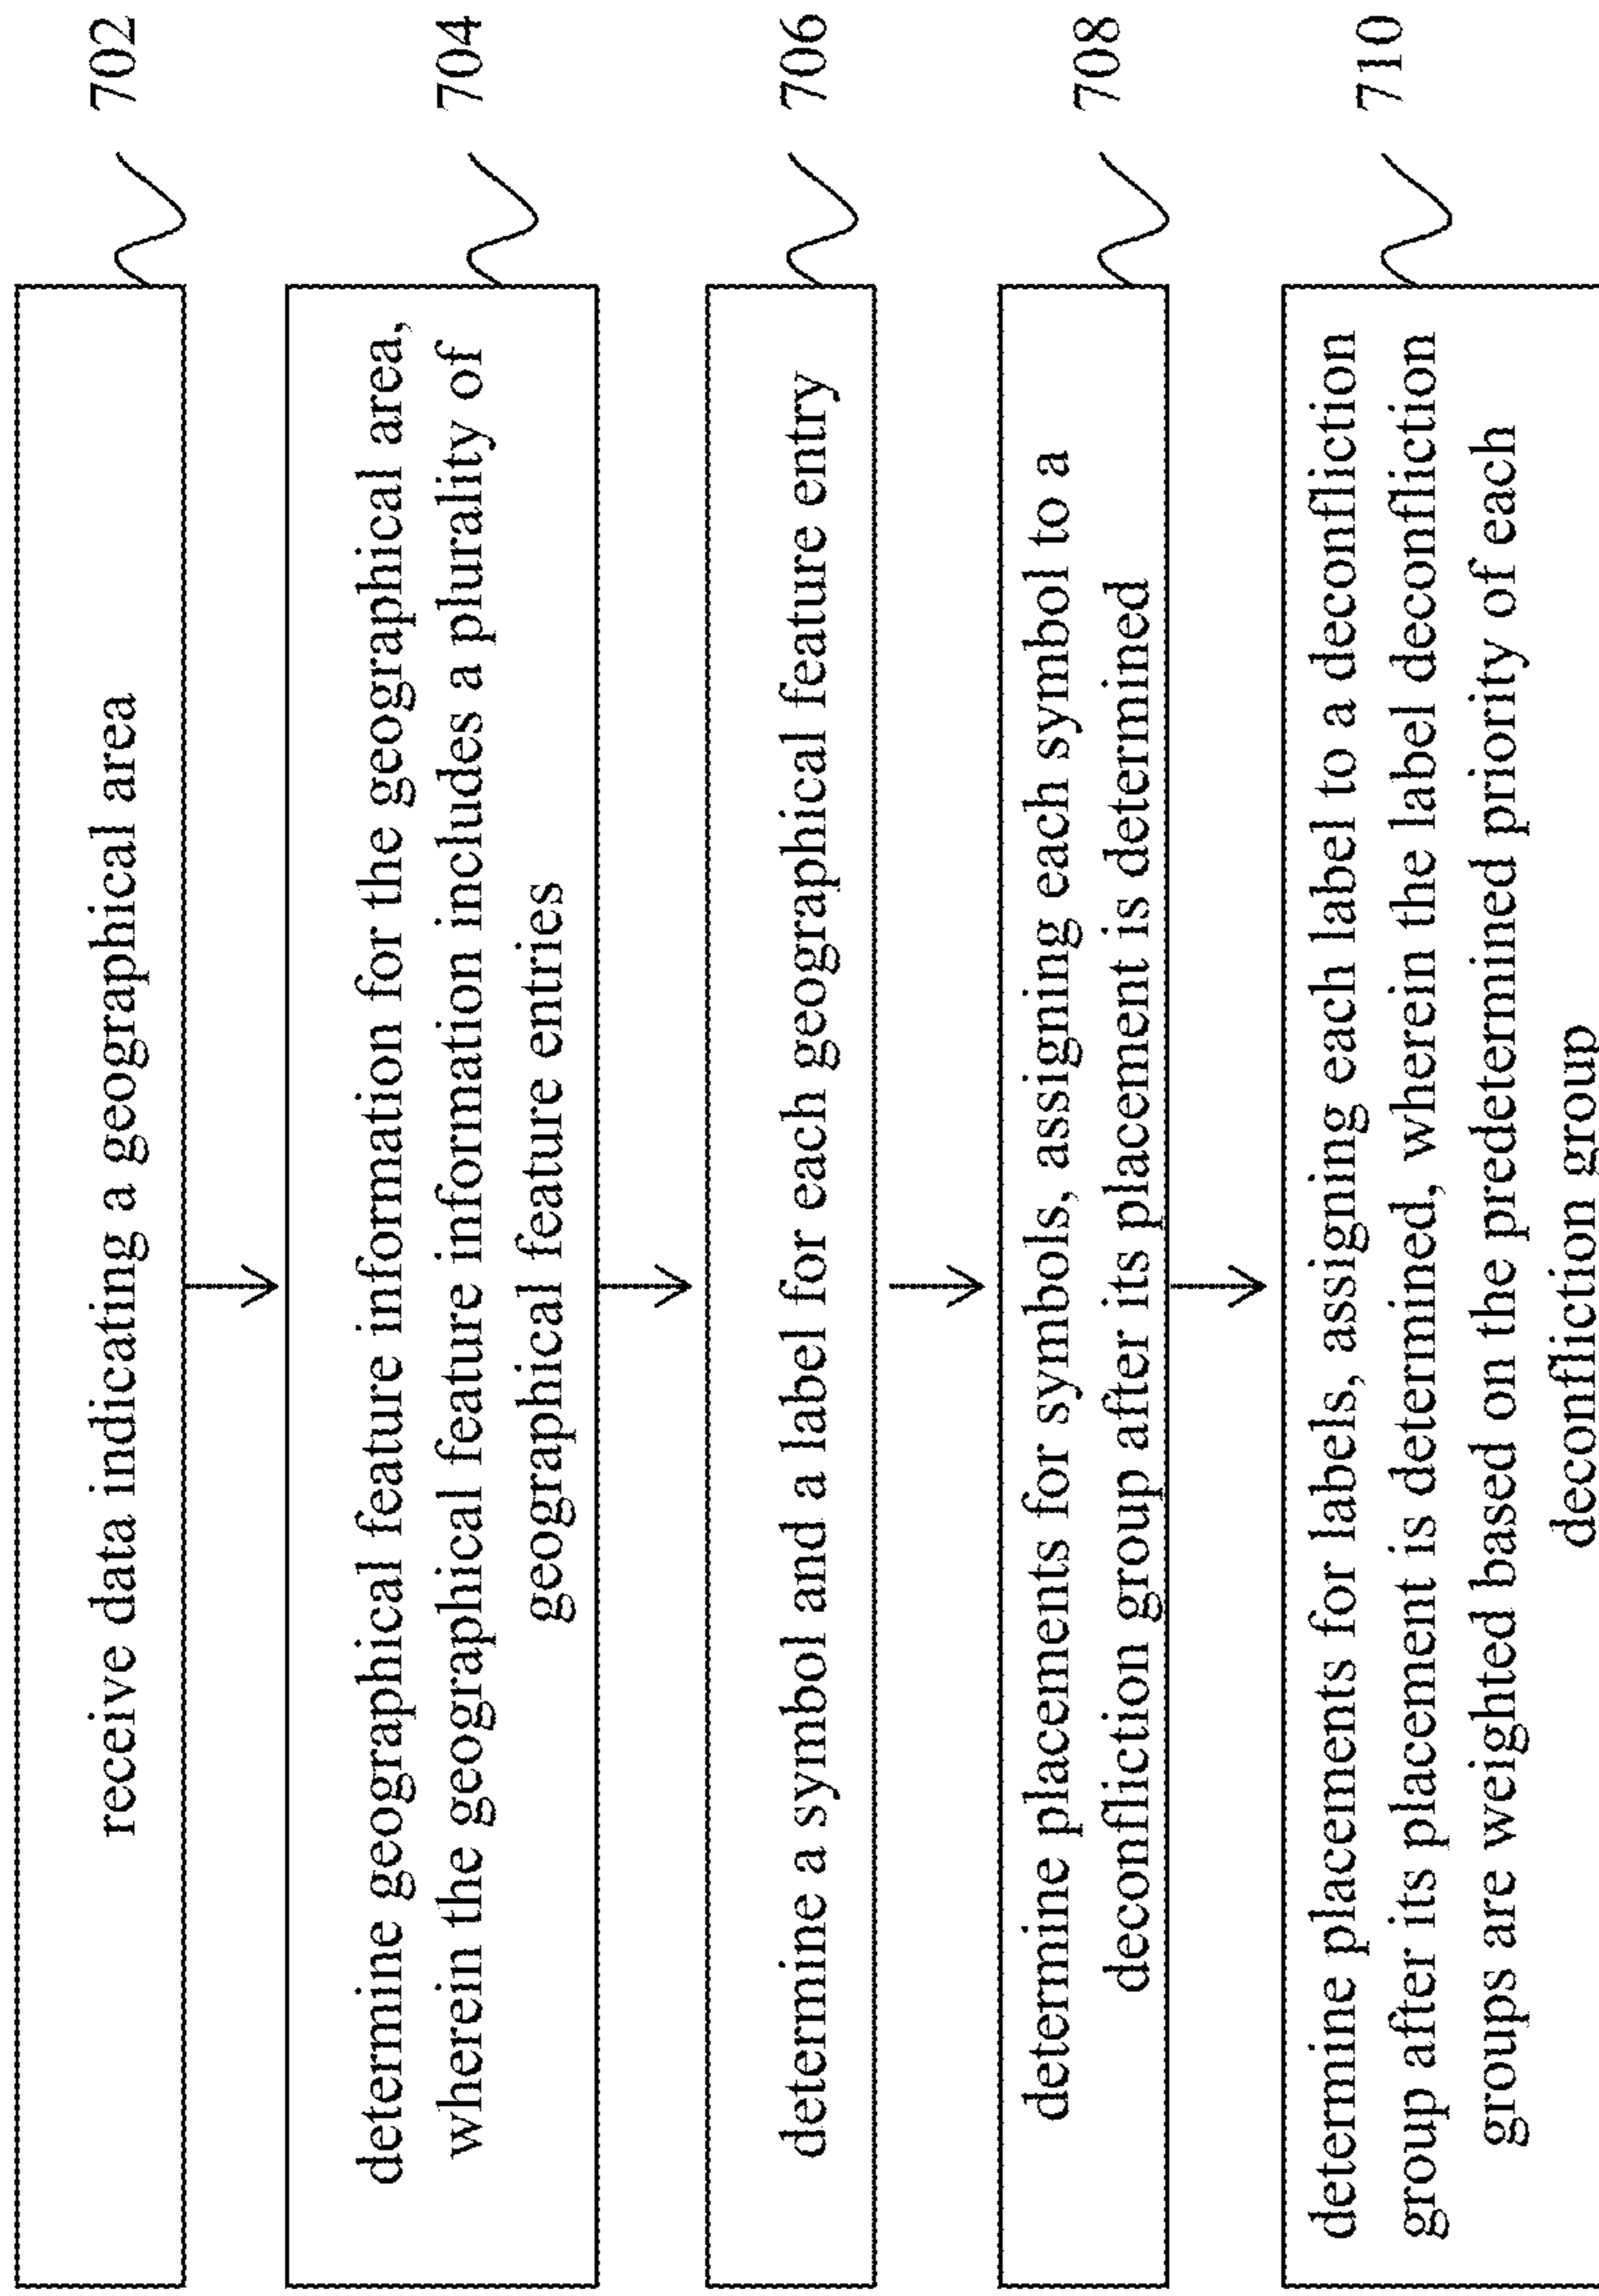 receive data indicating a geographical area
702
determine geographical feature information for the geographical area,
wherein the geographical feature information includes a plurality of
geographical feature entries
704
determine a symbol and a label for each geographical feature entry
706
determine placements for symbols, assigning each symbol to a
deconfliction group after its placement is determined
708
determine placements for labels, assigning each label to a deconfliction
group after its placement is determined, wherein the label deconfliction
groups are weighted based on the predetermined priority of each
deconfliction group
710